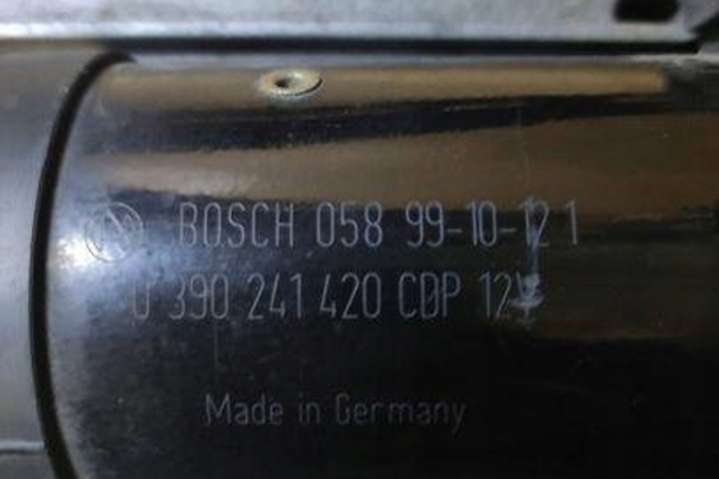 BOSCH 058 99-10-12 1
0 390 241 420 CDP 12V
Made in Germany